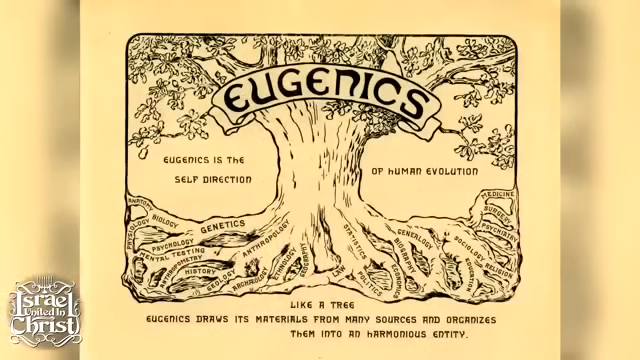 EUGENICS
EUGENICS IS THE
SELF DIRECTION
OF HUMAN EVOLUTION
ANATOMY
PHYSIOLOGY
BIOLOGY
PSYCHOLOGY
MENTAL TESTING
ANTHROPOMETRY
HISTORY
GENETICS
GEOLOGY
ANTHROPOLOGY
ARCHAEOLOGY
ETHNOLOGY
LAW
STATISTICS
POLITICS
ECONOMICS
BIOGRAPHY
GENEALOGY
EDUCATION
SOCIOLOGY
RELIGION
PSYCHIATRY
SURGERY
MEDICINE
LIKE A TREE
EUGENICS DRAWS ITS MATERIALS FROM MANY SOURCES AND ORGANIZES
THEM INTO AN HARMONIOUS ENTITY.
Israel
United In
Christ